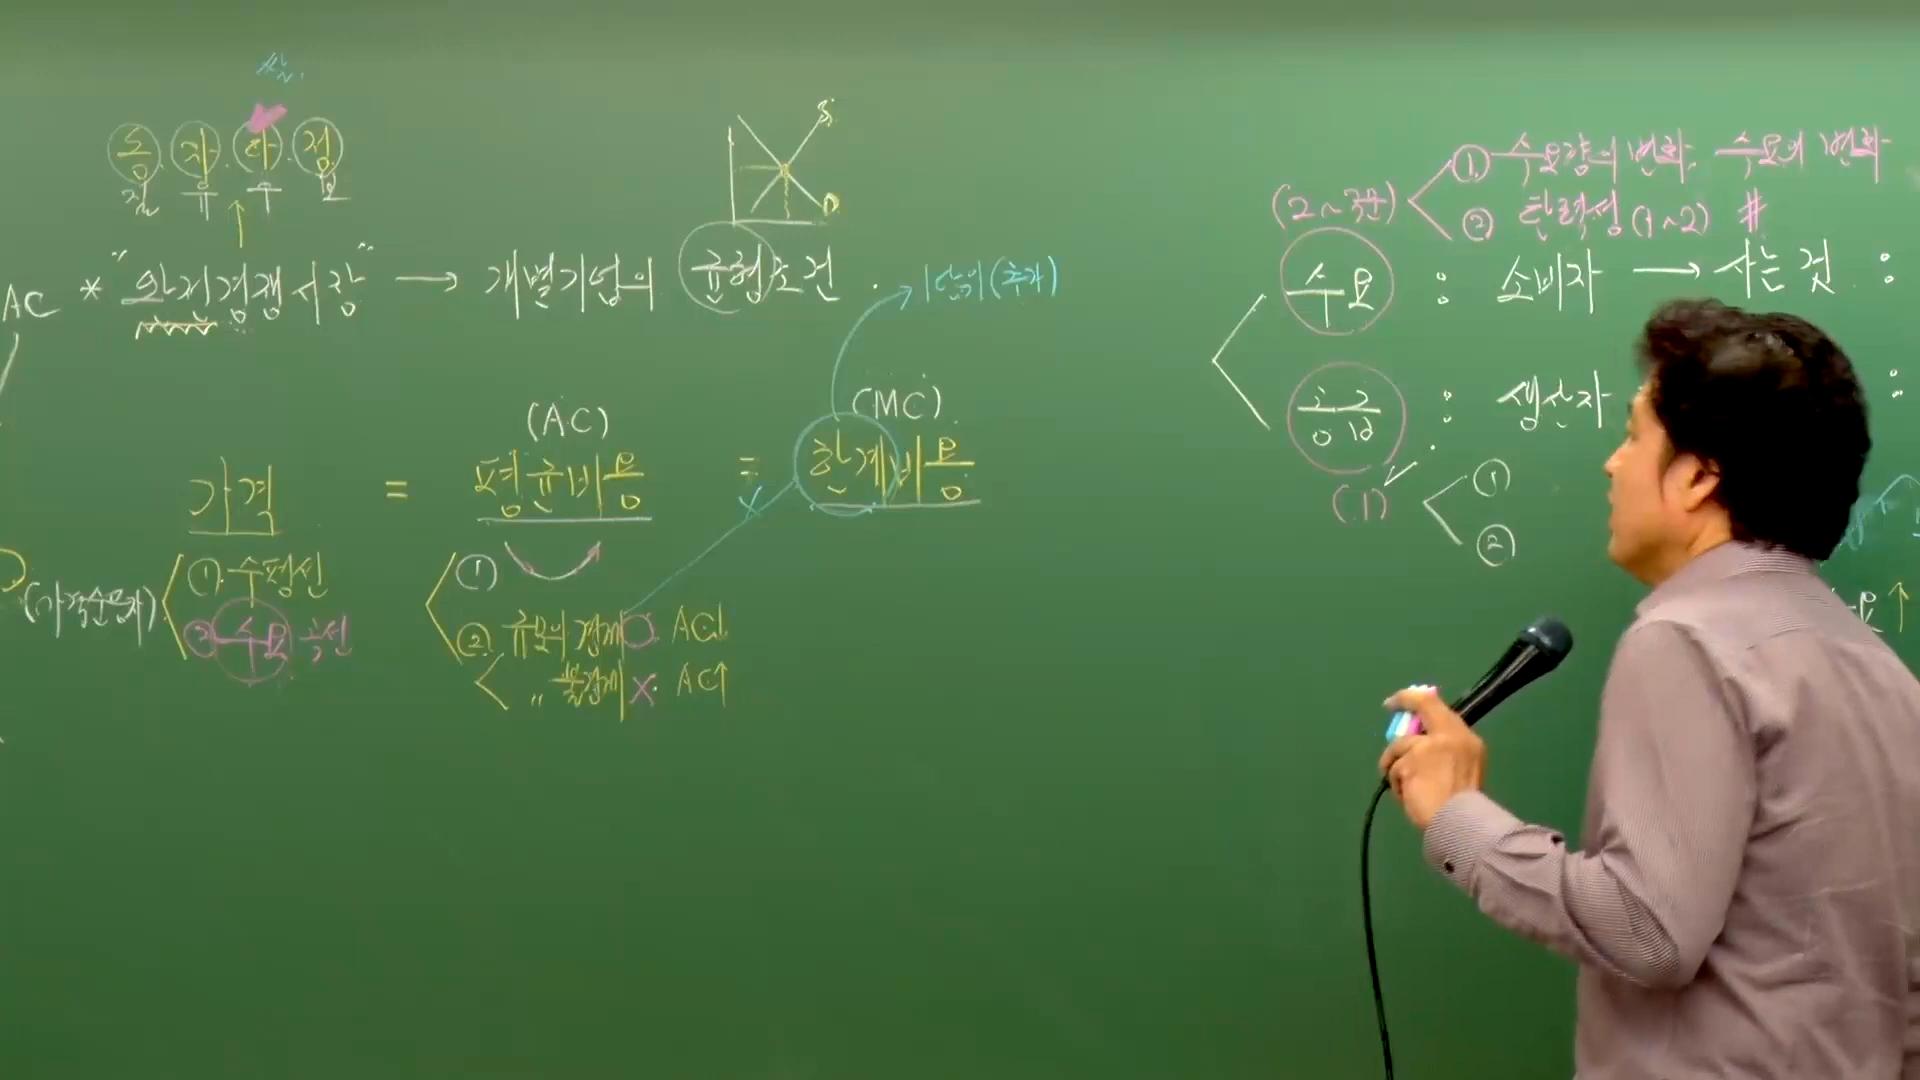 동. 자. 다. 정
질 유 수 보
"완전경쟁시장" → 개별기업의 균형조건.
AC *
S
D
1단위(추가)
(AC)
(MC)
가격 = 평균비용 = 한계비용
(가격수용자)
① 수평선
② 수요곡선
①
② 규모의 경제 O AC↓
〃 불경제 X AC↑
(2~3문)
① 수요량의 변화. 수요의 변화
② 탄력성 (1~2) #
수요 : 소비자 → 사는 것 :
공급 : 생산자 :
(1)
①
②